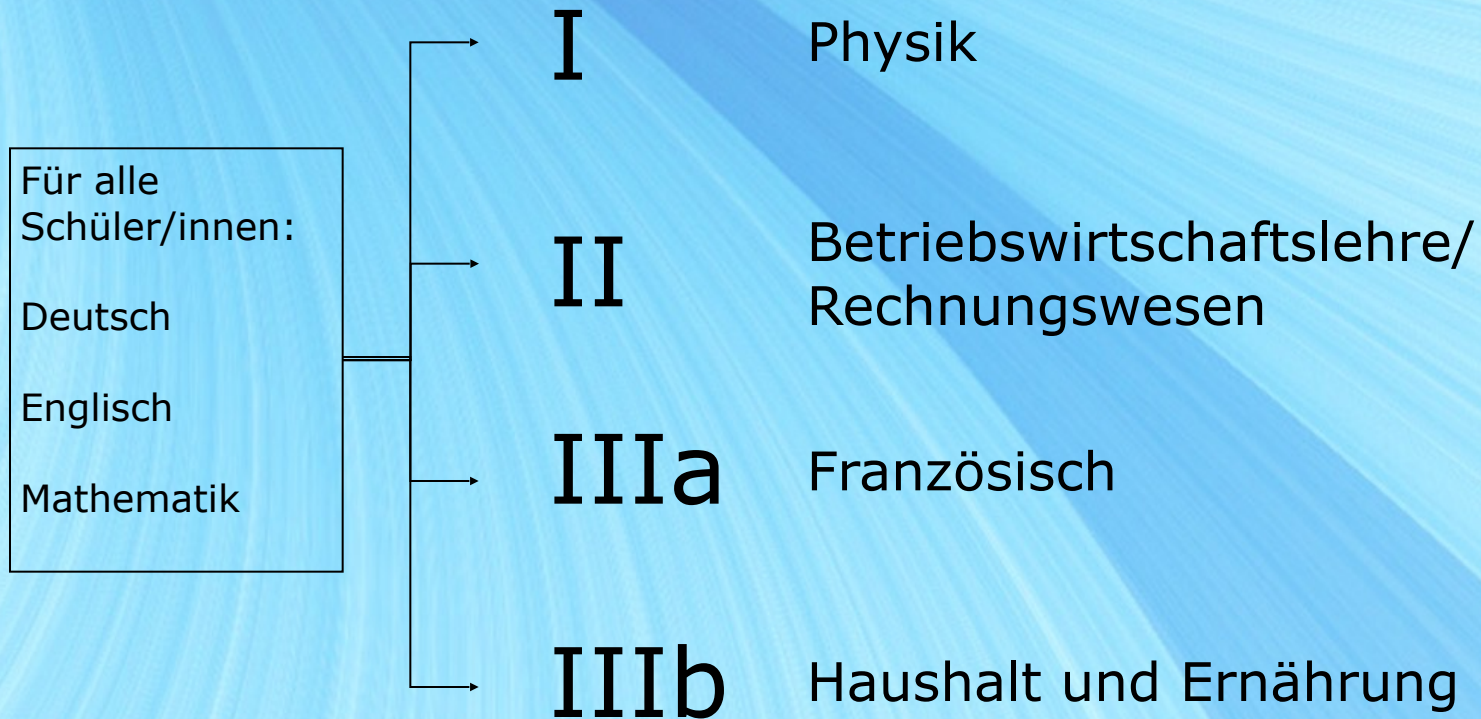 Für alle
Schüler/innen:
Deutsch
Englisch
Mathematik
I Physik
II Betriebswirtschaftslehre/
Rechnungswesen
IIIa Französisch
IIIb Haushalt und Ernährung